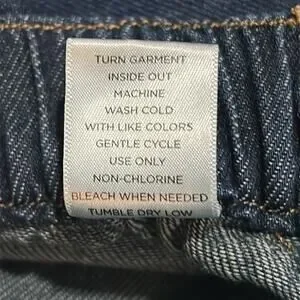 TURN GARMENT
INSIDE OUT
MACHINE
WASH COLD
WITH LIKE COLORS
GENTLE CYCLE
USE ONLY
NON-CHLORINE
BLEACH WHEN NEEDED
TUMBLE DRY LOW